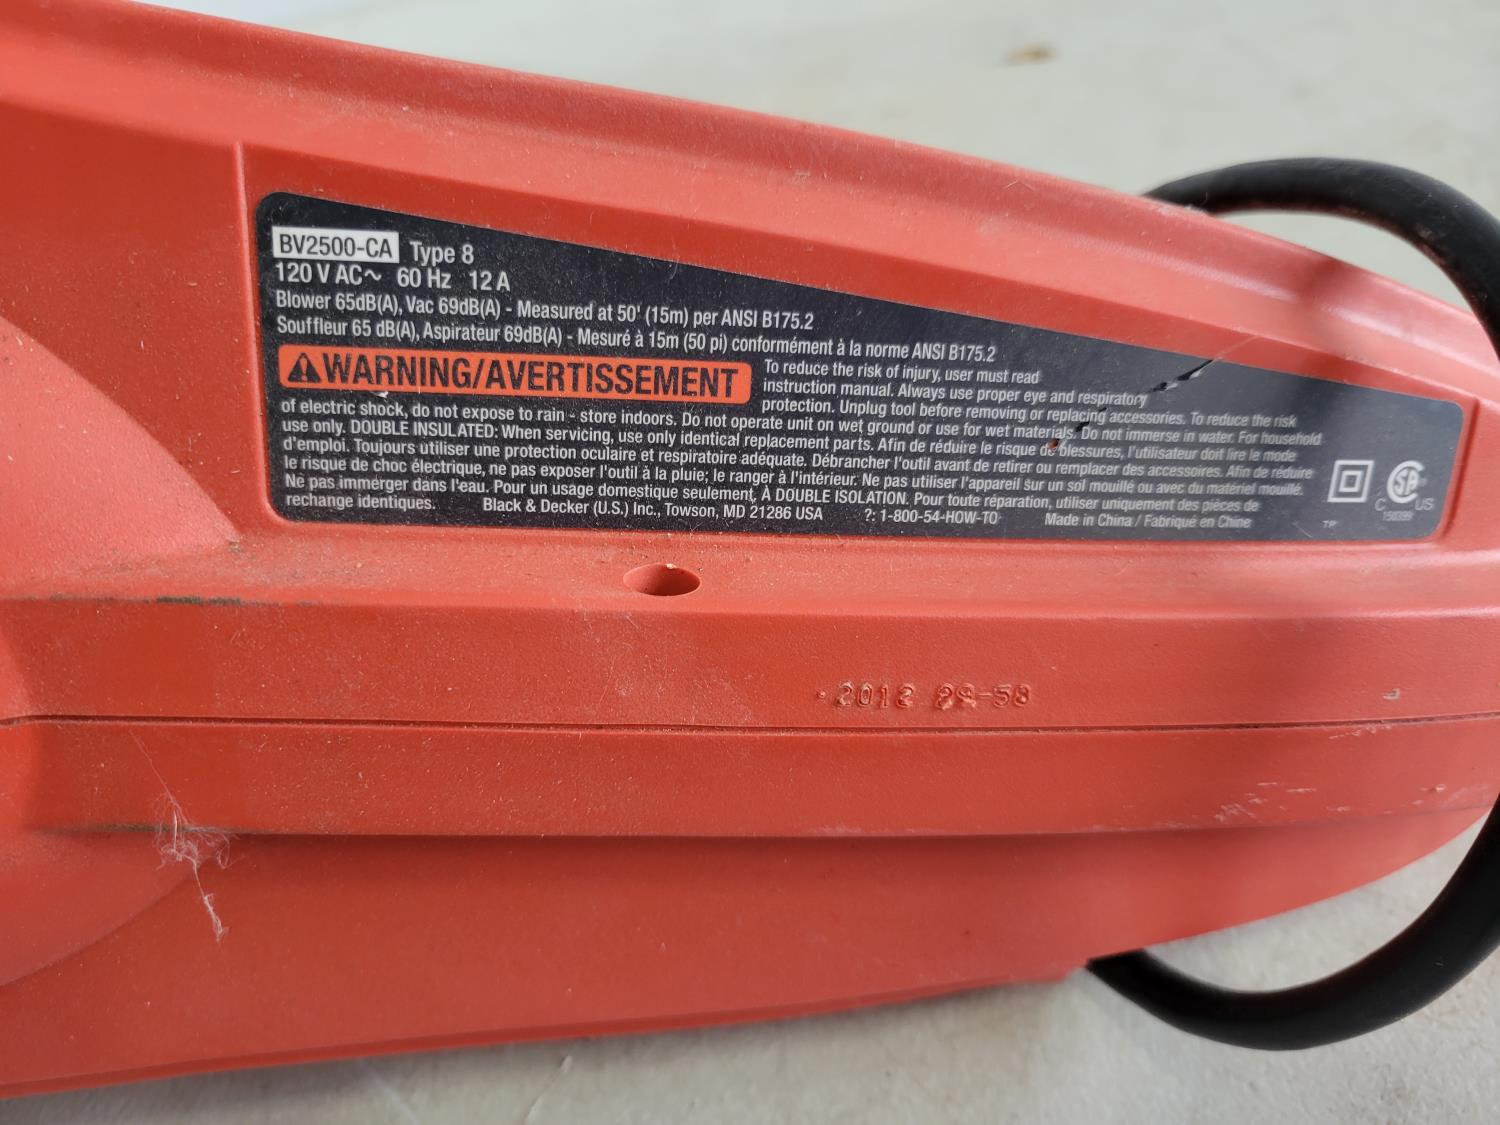 BV2500-CA Type 8
120 V AC~ 60 Hz 12 A
Blower 65dB(A), Vac 69dB(A) - Measured at 50' (15m) per ANSI B175.2
Souffleur 65 dB(A), Aspirateur 69dB(A) - Mesuré à 15m (50 pi) conformément à la norme ANSI B175.2
⚠WARNING/AVERTISSEMENT To reduce the risk of injury, user must read
instruction manual. Always use proper eye and respiratory
protection. Unplug tool before removing or replacing accessories. To reduce the risk
of electric shock, do not expose to rain - store indoors. Do not operate unit on wet ground or use for wet materials. Do not immerse in water. For household
use only. DOUBLE INSULATED: When servicing, use only identical replacement parts. Afin de réduire le risque de blessures, l'utilisateur doit lire le mode
d'emploi. Toujours utiliser une protection oculaire et respiratoire adéquate. Débrancher l'outil avant de retirer ou remplacer des accessoires. Afin de réduire
le risque de choc électrique, ne pas exposer l'outil à la pluie; le ranger à l'intérieur. Ne pas utiliser l'appareil sur un sol mouillé ou avec du matériel mouillé.
Ne pas immérger dans l'eau. Pour un usage domestique seulement, À DOUBLE ISOLATION. Pour toute réparation, utiliser uniquement des pièces de
rechange identiques. Black & Decker (U.S.) Inc., Towson, MD 21286 USA ?: 1-800-54-HOW-TO Made in China / Fabriqué en Chine
TP
C SA US
150399
2012 29-58